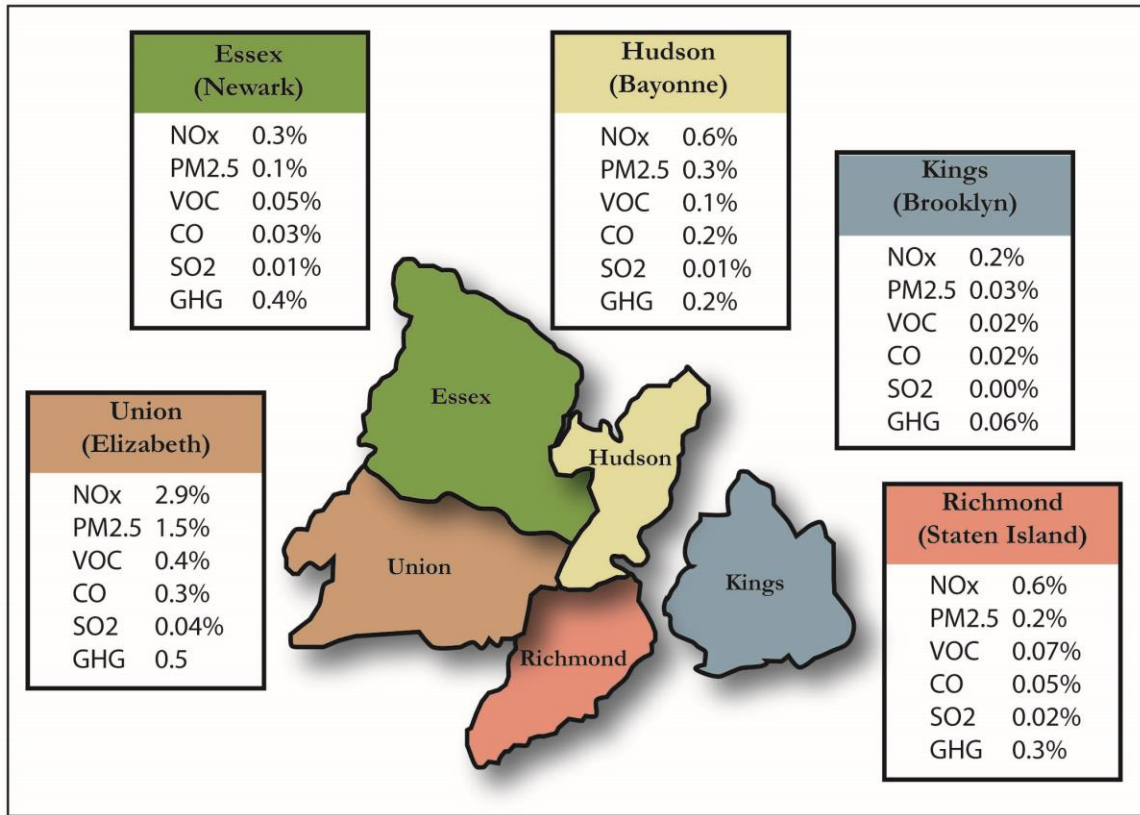 Essex
(Newark)
NOx 0.3%
PM2.5 0.1%
VOC 0.05%
CO 0.03%
SO2 0.01%
GHG 0.4%
Hudson
(Bayonne)
NOx 0.6%
PM2.5 0.3%
VOC 0.1%
CO 0.2%
SO2 0.01%
GHG 0.2%
Kings
(Brooklyn)
NOx 0.2%
PM2.5 0.03%
VOC 0.02%
CO 0.02%
SO2 0.00%
GHG 0.06%
Union
(Elizabeth)
NOx 2.9%
PM2.5 1.5%
VOC 0.4%
CO 0.3%
SO2 0.04%
GHG 0.5
Richmond
(Staten Island)
NOx 0.6%
PM2.5 0.2%
VOC 0.07%
CO 0.05%
SO2 0.02%
GHG 0.3%
Essex
Hudson
Union
Kings
Richmond